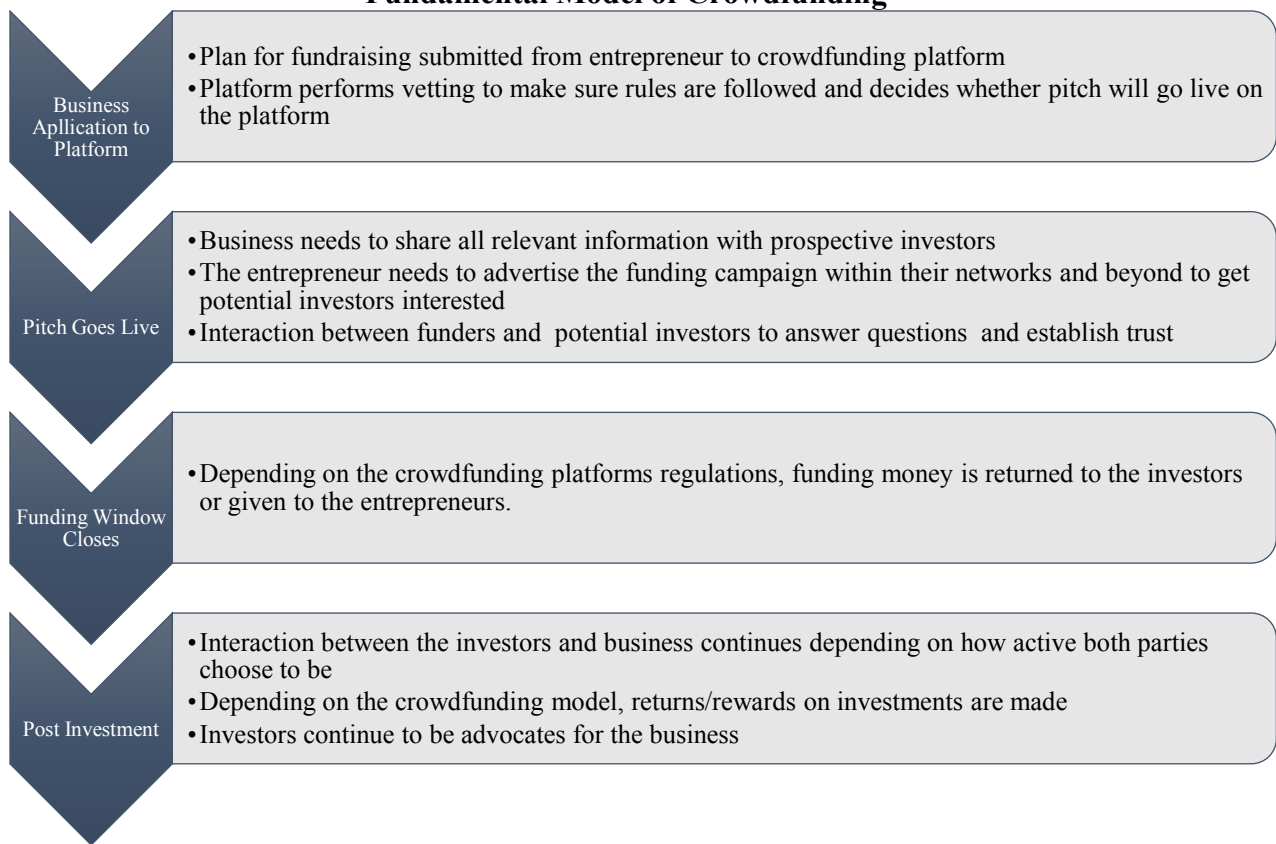 Fundamental Model of Crowdfunding
Business
Apllication to
Platform
•Plan for fundraising submitted from entrepreneur to crowdfunding platform
•Platform performs vetting to make sure rules are followed and decides whether pitch will go live on
the platform
Pitch Goes Live
•Business needs to share all relevant information with prospective investors
•The entrepreneur needs to advertise the funding campaign within their networks and beyond to get
potential investors interested
•Interaction between funders and potential investors to answer questions and establish trust
Funding Window
Closes
•Depending on the crowdfunding platforms regulations, funding money is returned to the investors
or given to the entrepreneurs.
Post Investment
•Interaction between the investors and business continues depending on how active both parties
choose to be
•Depending on the crowdfunding model, returns/rewards on investments are made
•Investors continue to be advocates for the business